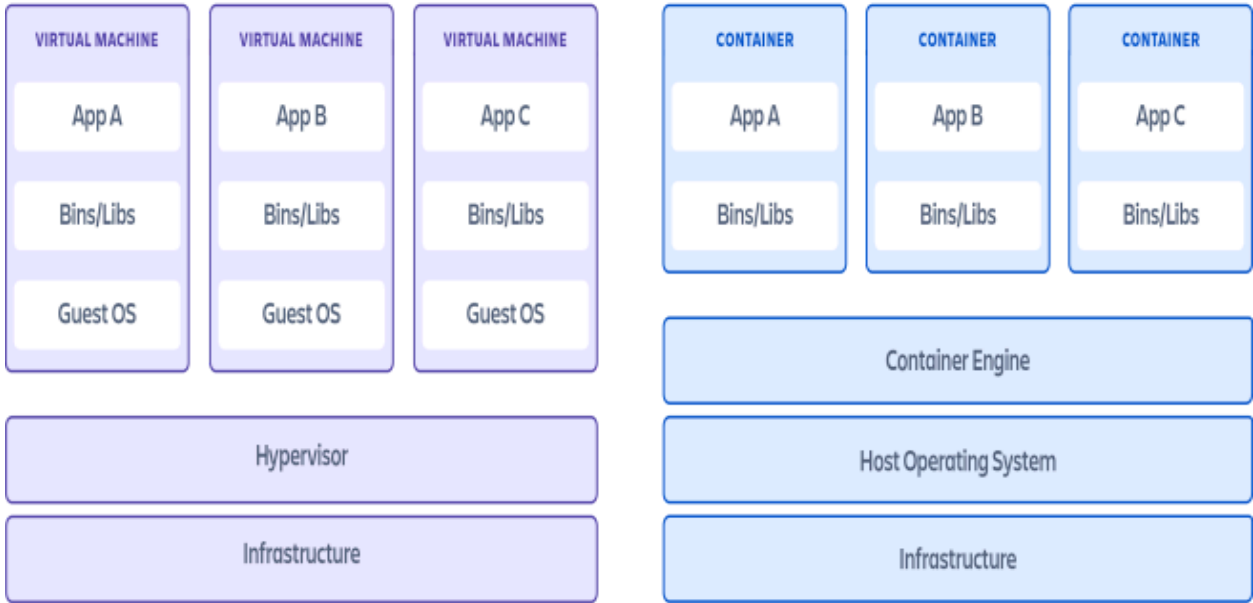 VIRTUAL MACHINE
App A
Bins/Libs
Guest OS
VIRTUAL MACHINE
App B
Bins/Libs
Guest OS
VIRTUAL MACHINE
App C
Bins/Libs
Guest OS
Hypervisor
Infrastructure
CONTAINER
App A
Bins/Libs
CONTAINER
App B
Bins/Libs
CONTAINER
App C
Bins/Libs
Container Engine
Host Operating System
Infrastructure